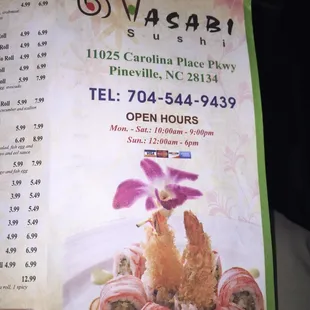 WASABI
Sushi
11025 Carolina Place Pkwy
Pineville, NC 28134
TEL: 704-544-9439
OPEN HOURS
Mon. - Sat.: 10:00am - 9:00pm
Sun.: 12:00am - 6pm
4.99 6.99
Roll 4.99 6.99
Roll 4.99 6.99
Roll 4.99 6.99
Roll 5.99 7.99
Roll 5.99 7.99
5.99 7.99
6.49 8.99
5.99 7.99
3.99 5.49
3.99 5.49
3.99 5.49
3.99 5.49
4.99 6.99
4.99 6.99
4.99 6.99
12.99